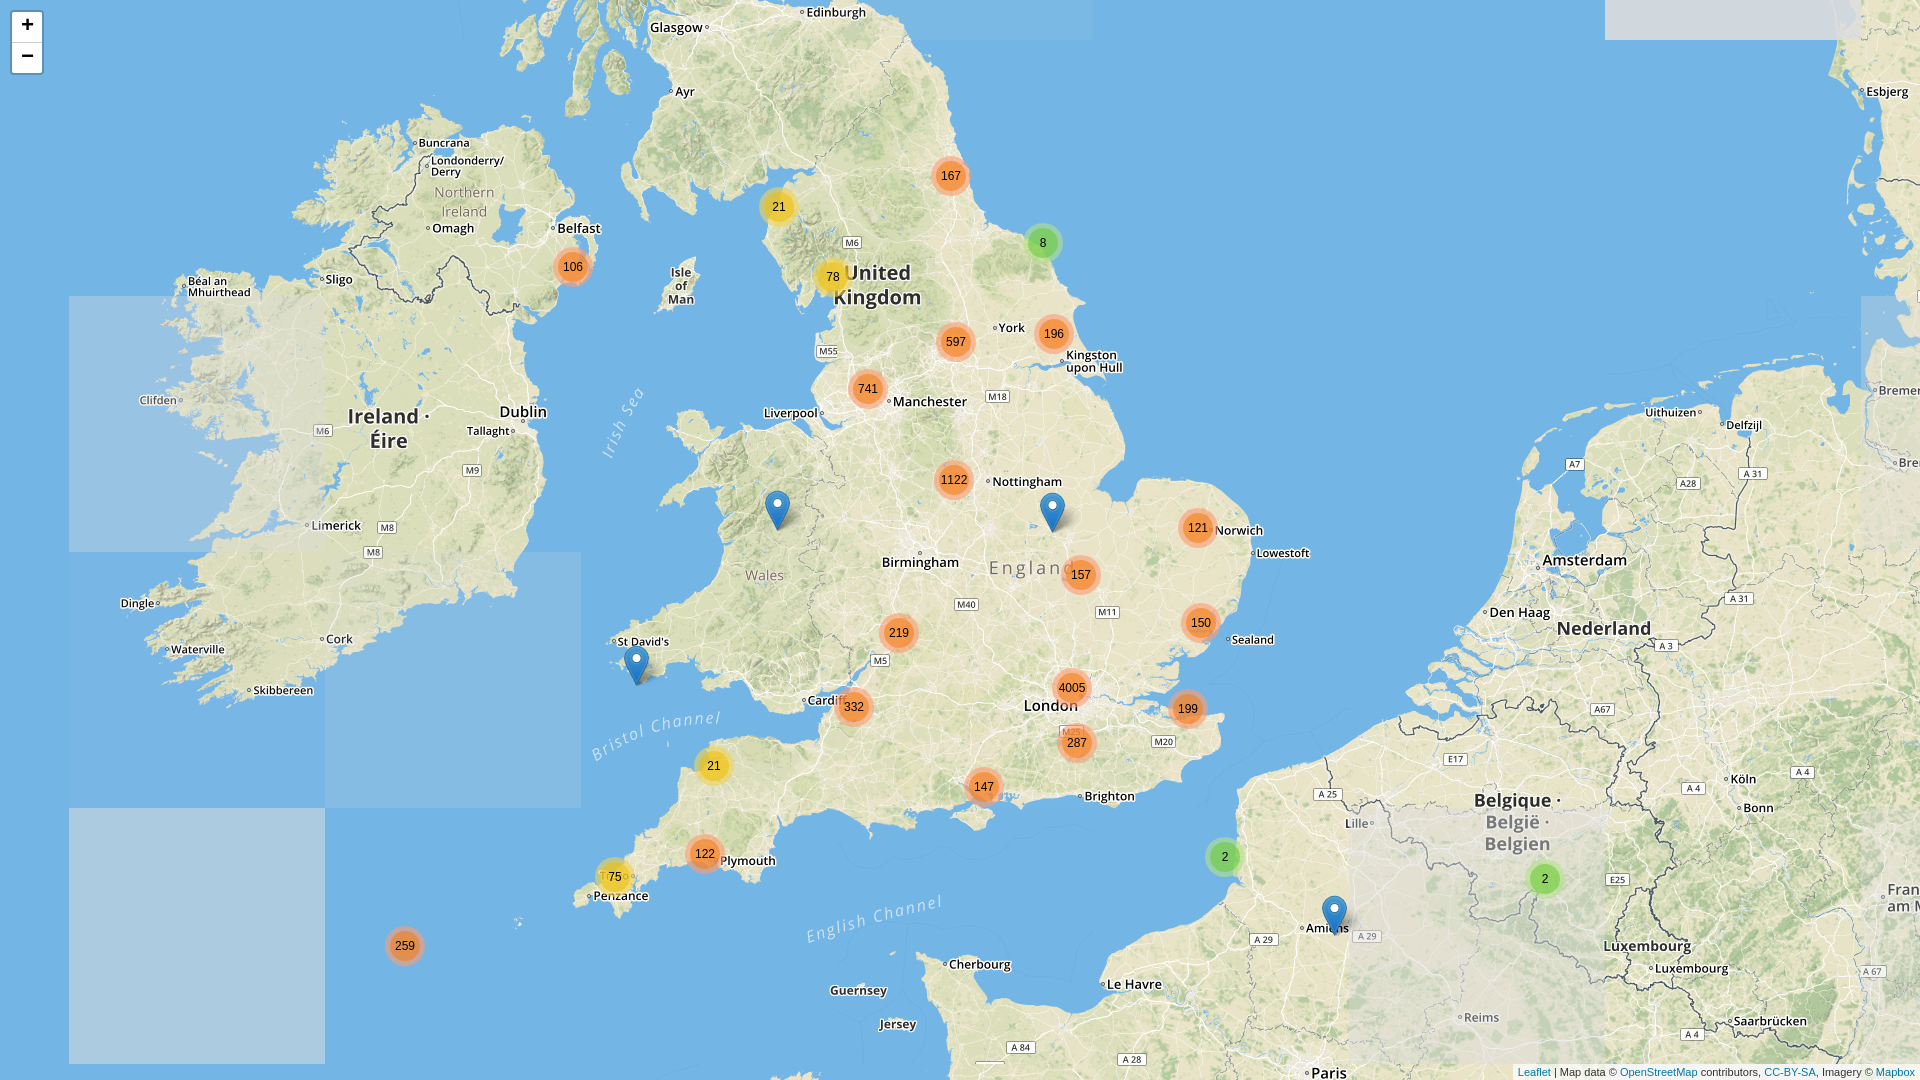 +
−
Edinburgh
Glasgow
Ayr
Esbjerg
Buncrana
Londonderry/
Derry
Northern
Ireland
Omagh
Belfast
167
21
8
106
M6
78
United
Kingdom
Isle
of
Man
Sligo
Béal an
Mhuirthead
York
196
597
M55
Kingston
upon Hull
741
Manchester
M18
Liverpool
Clifden
Ireland ·
Éire
Dublin
Tallaght
M6
M9
Irish Sea
Uithuizen
Delfzijl
A7
A 31
A28
1122
Nottingham
Limerick
M8
M8
121
Norwich
Lowestoft
Birmingham
England
157
Wales
Amsterdam
A 31
Dingle
M40
M11
Den Haag
Nederland
219
150
Sealand
Cork
Waterville
St David's
M5
A 3
Skibbereen
4005
London
Cardiff
332
199
A67
Bristol Channel
M25
287
M20
E17
21
147
Brighton
A 25
Köln
A 4
A 4
Bonn
Belgique ·
België ·
Belgien
Lille
122
Plymouth
75
Penzance
2
2
E25
English Channel
259
Amiens
A 29
A 29
Luxembourg
Luxembourg
A 67
Cherbourg
Le Havre
Guernsey
Jersey
Reims
Saarbrücken
A 4
A 84
A 28
Paris
Leaflet | Map data © OpenStreetMap contributors, CC-BY-SA, Imagery © Mapbox